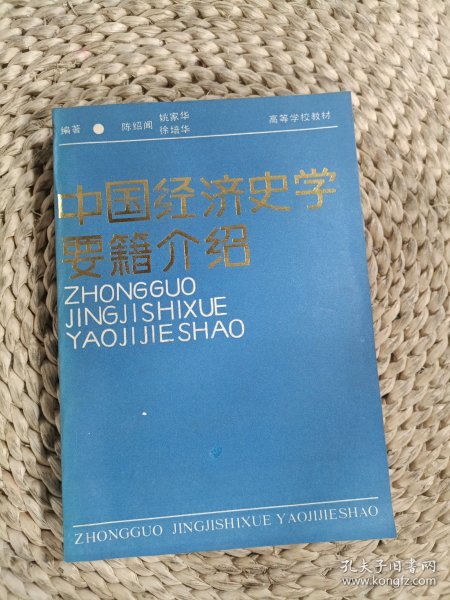 编著 ● 陈绍闻 姚家华 徐培华 高等学校教材
中国经济史学
要籍介绍
ZHONGGUO
JINGJISHIXUE
YAOJIJIESHAO
ZHONGGUO JINGJISHIXUE YAOJIJIESHAO
孔夫子旧书网
www.kongfz.com